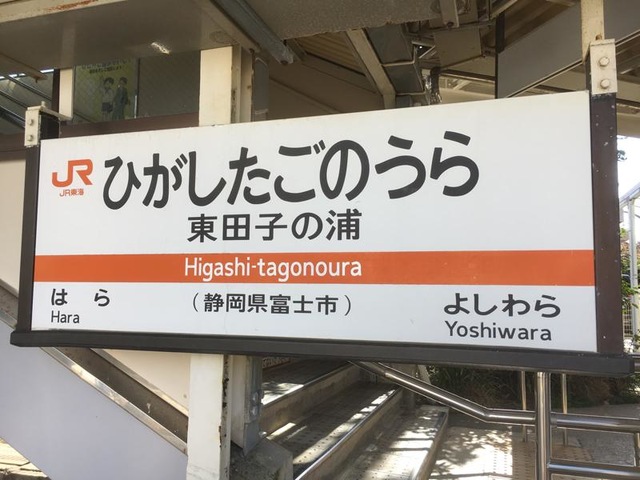 JR
JR東海
ひがしたごのうら
東田子の浦
Higashi-tagonoura
はら
Hara
（静岡県富士市）
よしわら
Yoshiwara